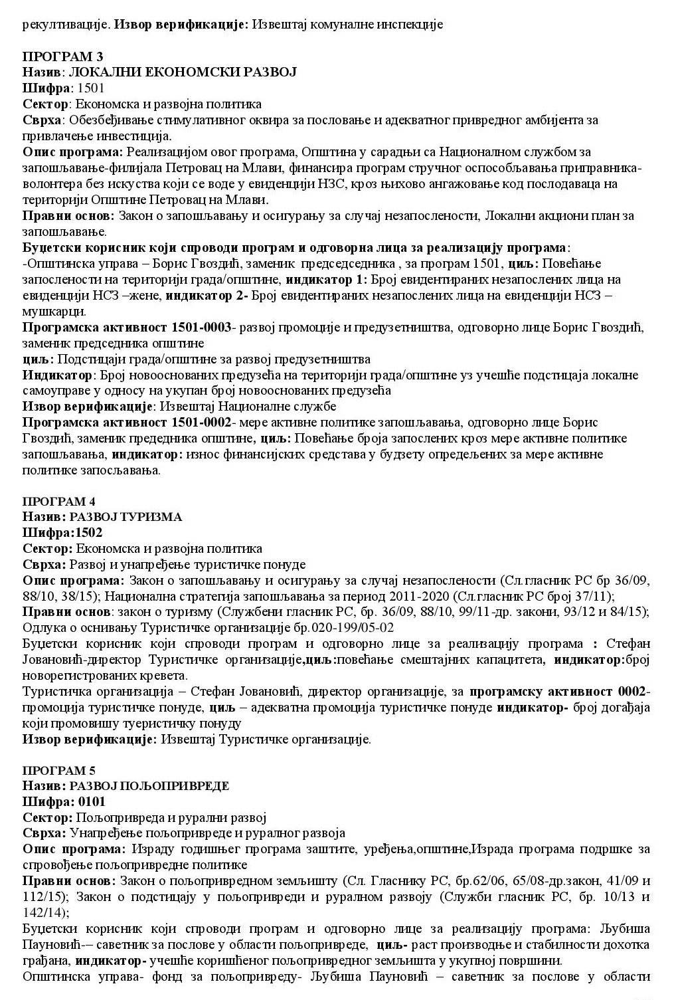 рекултивације. Извор верификације: Извештај комуналне инспекције
ПРОГРАМ 3
Назив: ЛОКАЛНИ ЕКОНОМСКИ РАЗВОЈ
Шифра: 1501
Сектор: Економска и развојна политика
Сврха: Обезбеђивање стимулативног оквира за пословање и адекватног привредног амбијента за
привлачење инвестиција.
Опис програма: Реализацијом овог програма, Општина у сарадњи са Националном службом за
запошљавање-филијала Петровац на Млави, финансира програм стручног оспособљавања приправника-
волонтера без искуства који се воде у евиденцији НЗС, кроз њихово ангажовање код послодаваца на
територији Општине Петровац на Млави.
Правни основ: Закон о запошљавању и осигурању за случај незапослености, Локални акциони план за
запошљавање.
Буџетски корисник који спроводи програм и одговорна лица за реализацију програма:
-Општинска управа – Борис Гвоздић, заменик председседника , за програм 1501, циљ: Повећање
запослености на територији града/општине, индикатор 1: Број евидентираних незапослених лица на
евиденцији НСЗ –жене, индикатор 2- Број евидентираних незапослених лица на евиденцији НСЗ –
мушкарци.
Програмска активност 1501-0003- развој промоције и предузетништва, одговорно лице Борис Гвоздић,
заменик председника општине
циљ: Подстицаји града/општине за развој предузетништва
Индикатор: Број новооснованих предузећа на територији града/општине уз учешће подстицаја локалне
самоуправе у односу на укупан број новооснованих предузећа
Извор верификације: Извештај Националне службе
Програмска активност 1501-0002- мере активне политике запошљавања, одговорно лице Борис
Гвоздић, заменик предедника општине, циљ: Повећање броја запослених кроз мере активне политике
запошљавања, индикатор: износ финансијских средстава у будзету опредељених за мере активне
политике запосљавања.
ПРОГРАМ 4
Назив: РАЗВОЈ ТУРИЗМА
Шифра:1502
Сектор: Економска и развојна политика
Сврха: Развој и унапређење туристичке понуде
Опис програма: Закон о запошљавању и осигурању за случај незапослености (Сл.гласник РС бр 36/09,
88/10, 38/15); Национална стратегија запошљавања за период 2011-2020 (Сл.гласник РС број 37/11);
Правни основ: закон о туризму (Службени гласник РС, бр. 36/09, 88/10, 99/11-др. закони, 93/12 и 84/15);
Одлука о оснивању Туристичке организације бр.020-199/05-02
Буџетски корисник који спроводи програм и одговорно лице за реализацију програма : Стефан
Јовановић-директор Туристичке организације,циљ:повећање смештајних капацитета, индикатор:број
новорегистрованих кревета.
Туристичка организација – Стефан Јовановић, директор организације, за програмску активност 0002-
промоција туристичке понуде, циљ – адекватна промоција туристичке понуде индикатор- број догађаја
који промовишу туеристичку понуду
Извор верификације: Извештај Туристичке организације.
ПРОГРАМ 5
Назив: РАЗВОЈ ПОЉОПРИВРЕДЕ
Шифра: 0101
Сектор: Пољопривреда и рурални развој
Сврха: Унапређење пољопривреде и руралног развоја
Опис програма: Израду годишњег програма заштите, уређења,општине,Израда програма подршке за
спровођење пољопривредне политике
Правни основ: Закон о пољопривредном земљишту (Сл. Гласнику РС, бр.62/06, 65/08-др.закон, 41/09 и
112/15); Закон о подстицају у пољопривреди и руралном развоју (Служби гласник РС, бр. 10/13 и
142/14);
Буџетски корисник који спроводи програм и одговорно лице за реализацију програма: Љубиша
Пауновић-– саветник за послове у области пољопривреде, циљ- раст производње и стабилности дохотка
грађана, индикатор- учешће коришћеног пољопривредног земљишта у укупној површини.
Општинска управа- фонд за пољопривреду- Љубиша Пауновић – саветник за послове у области